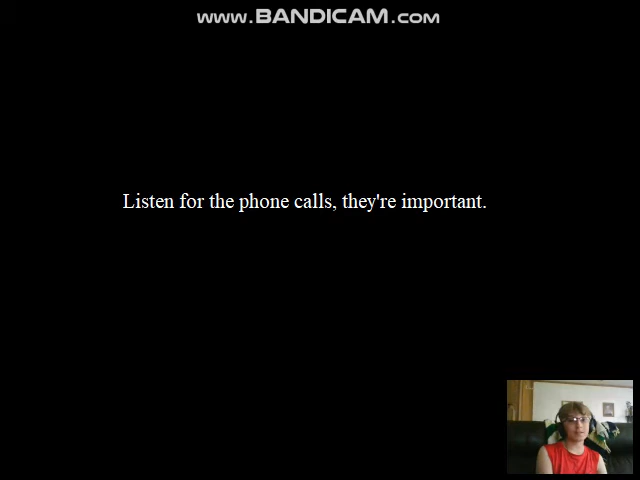 www.BANDICAM.com
Listen for the phone calls, they're important.